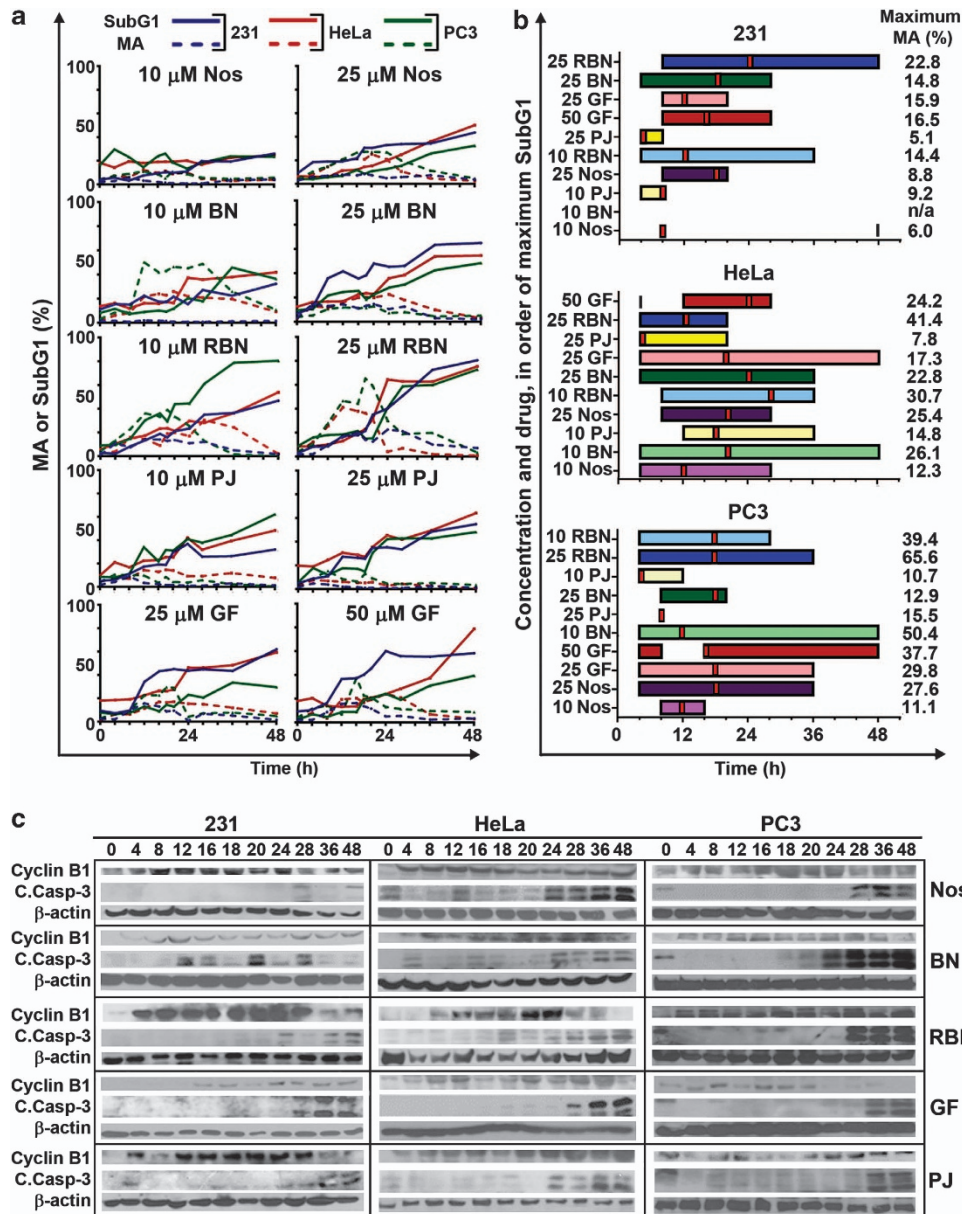 a
SubG1
MA
231
HeLa
PC3
10 μM Nos
25 μM Nos
100
50
0
10 μM BN
25 μM BN
100
50
0
10 μM RBN
25 μM RBN
100
50
0
10 μM PJ
25 μM PJ
100
50
0
25 μM GF
50 μM GF
100
50
0
0 24 48
0 24 48
MA or SubG1 (%)
Time (h)
b
Concentration and drug, in order of maximum SubG1
Maximum
MA (%)
231
25 RBN 22.8
25 BN 14.8
25 GF 15.9
50 GF 16.5
25 PJ 5.1
10 RBN 14.4
25 Nos 8.8
10 PJ 9.2
10 BN n/a
10 Nos 6.0
HeLa
50 GF 24.2
25 RBN 41.4
25 PJ 7.8
25 GF 17.3
25 BN 22.8
10 RBN 30.7
25 Nos 25.4
10 PJ 14.8
10 BN 26.1
10 Nos 12.3
PC3
10 RBN 39.4
25 RBN 65.6
10 PJ 10.7
25 BN 12.9
25 PJ 15.5
10 BN 50.4
50 GF 37.7
25 GF 29.8
25 Nos 27.6
10 Nos 11.1
0 12 24 36 48
Time (h)
c
231 HeLa PC3
0 4 8 12 16 18 20 24 28 36 48 0 4 8 12 16 18 20 24 28 36 48 0 4 8 12 16 18 20 24 28 36 48
Cyclin B1
C.Casp-3 Nos
β-actin
Cyclin B1
C.Casp-3 BN
β-actin
Cyclin B1
C.Casp-3 RBN
β-actin
Cyclin B1
C.Casp-3 GF
β-actin
Cyclin B1
C.Casp-3 PJ
β-actin